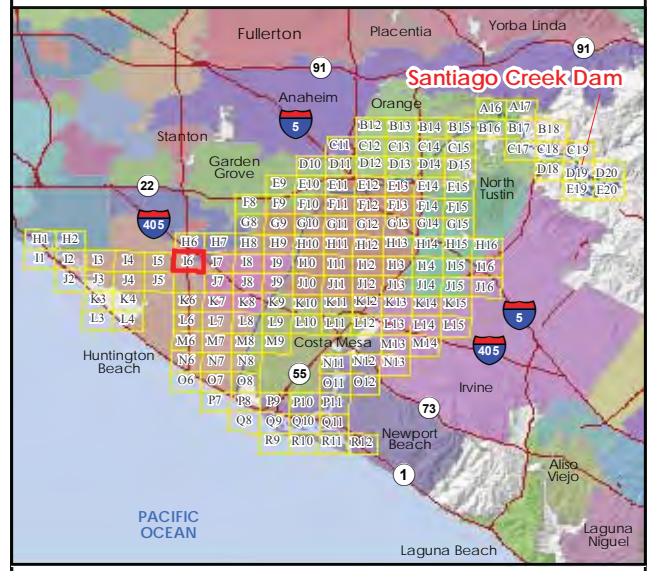 Fullerton
Placentia
Yorba Linda
91
91
Santiago Creek Dam
Anaheim
5
Orange
A16 A17
B12 B13 B14 B15 B16 B17 B18
Stanton
C11 C12 C13 C14 C15 C17 C18 C19
Garden
Grove
D10 D11 D12 D13 D14 D15 D18 D19 D20
22
E9 E10 E11 E12 E13 E14 E15 E19 E20
North
Tustin
F8 F9 F10 F11 F12 F13 F14 F15
405
G8 G9 G10 G11 G12 G13 G14 G15
H1 H2 H6 H7 H8 H9 H10 H11 H12 H13 H14 H15 H16
I1 I2 I3 I4 I5 I6 I7 I8 I9 I10 I11 I12 I13 I14 I15 I16
J2 J3 J4 J5 J7 J8 J9 J10 J11 J12 J13 J14 J15 J16
K3 K4 K6 K7 K8 K9 K10 K11 K12 K13 K14 K15
5
L3 L4 L6 L7 L8 L9 L10 L11 L12 L13 L14 L15
M6 M7 M8 M9 Costa Mesa M13 M14
405
Huntington
Beach
N6 N7 N8 N11 N12 N13
55
O6 O7 O8 O11 O12
Irvine
P7 P8 P9 P10 P11
73
Q8 Q9 Q10 Q11
Newport
Beach
R9 R10 R11 R12
1
Aliso
Viejo
PACIFIC
OCEAN
Laguna
Niguel
Laguna Beach